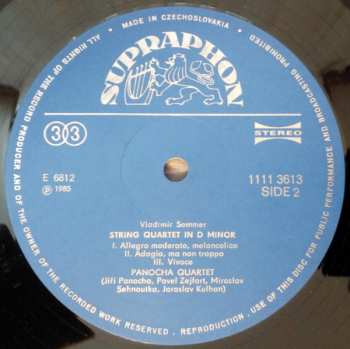 MADE IN CZECHOSLOVAKIA
ALL RIGHTS OF THE RECORD PRODUCER AND OF THE OWNER OF THE RECORDED WORK RESERVED . REPRODUCTION . USE OF THIS RECORD FOR PUBLIC PERFORMANCE AND BROADCASTING PROHIBITED
SUPRAPHON
33
STEREO
E 6812
1111 3613
℗ 1985
SIDE 2
Vladimír Sommer
STRING QUARTET IN D MINOR
I. Allegro moderato, melancolico
II. Adagio, ma non troppo
III. Vivace
PANOCHA QUARTET
(Jiří Panocha, Pavel Zejfart, Miroslav
Sehnoutka, Jaroslav Kulhan)